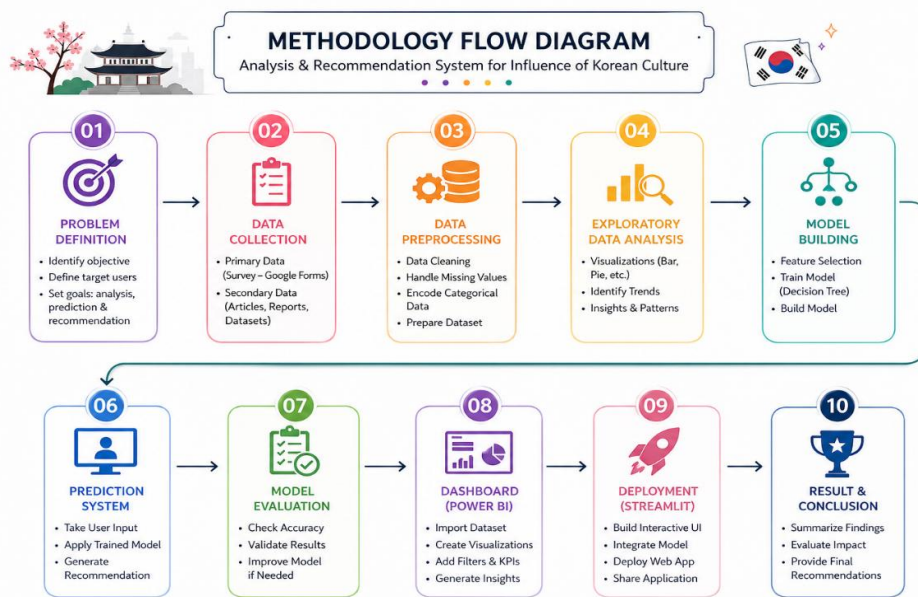 METHODOLOGY FLOW DIAGRAM
Analysis & Recommendation System for Influence of Korean Culture
01
PROBLEM
DEFINITION
• Identify objective
• Define target users
• Set goals: analysis,
prediction &
recommendation
02
DATA
COLLECTION
• Primary Data
(Survey – Google Forms)
• Secondary Data
(Articles, Reports,
Datasets)
03
DATA
PREPROCESSING
• Data Cleaning
• Handle Missing Values
• Encode Categorical
Data
• Prepare Dataset
04
EXPLORATORY
DATA ANALYSIS
• Visualizations (Bar,
Pie, etc.)
• Identify Trends
• Insights & Patterns
05
MODEL
BUILDING
• Feature Selection
• Train Model
(Decision Tree)
• Build Model
06
PREDICTION
SYSTEM
• Take User Input
• Apply Trained Model
• Generate
Recommendation
07
MODEL
EVALUATION
• Check Accuracy
• Validate Results
• Improve Model
if Needed
08
DASHBOARD
(POWER BI)
• Import Dataset
• Create Visualizations
• Add Filters & KPIs
• Generate Insights
09
DEPLOYMENT
(STREAMLIT)
• Build Interactive UI
• Integrate Model
• Deploy Web App
• Share Application
10
RESULT &
CONCLUSION
• Summarize Findings
• Evaluate Impact
• Provide Final
Recommendations